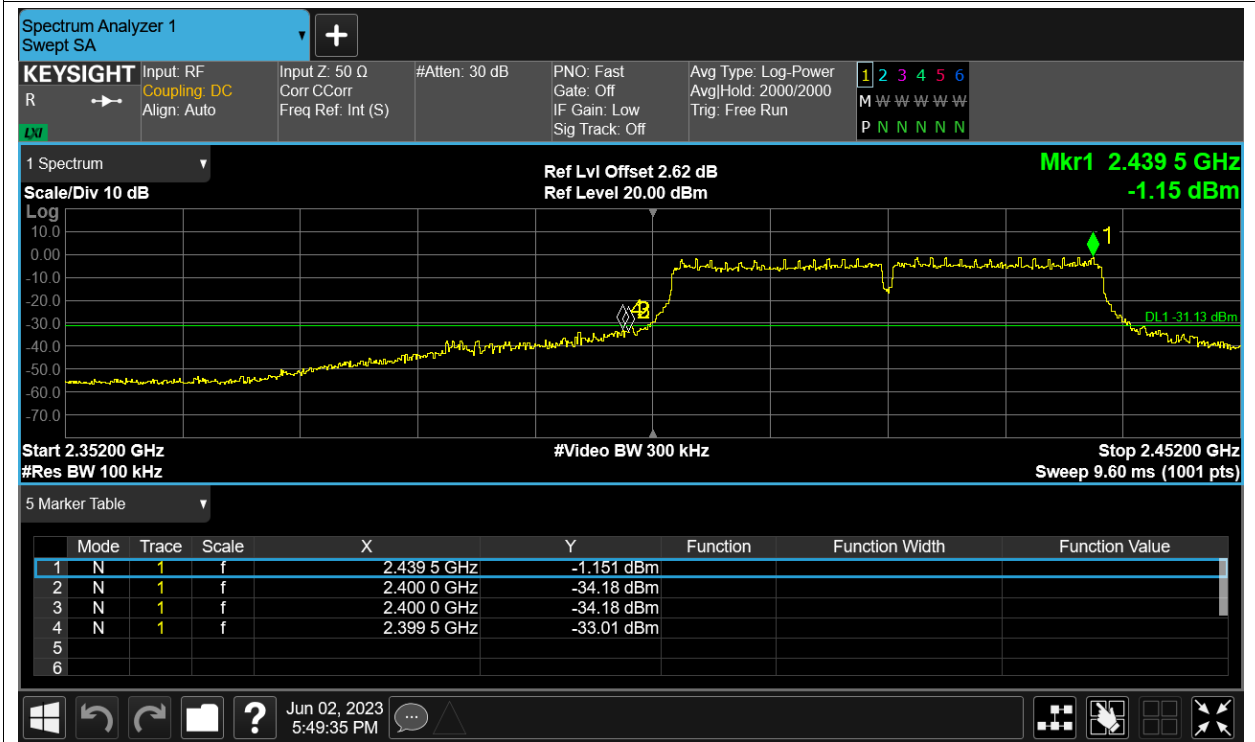 Spectrum Analyzer 1
Swept SA
+
KEYSIGHT Input: RF Input Z: 50 Ω #Atten: 30 dB PNO: Fast Avg Type: Log-Power 1 2 3 4 5 6
R Coupling: DC Corr CCorr Gate: Off Avg|Hold: 2000/2000 M W W W W W W
Align: Auto Freq Ref: Int (S) IF Gain: Low Trig: Free Run
LXI Sig Track: Off P N N N N N
1 Spectrum Ref Lvl Offset 2.62 dB Mkr1 2.439 5 GHz
Scale/Div 10 dB Ref Level 20.00 dBm -1.15 dBm
Log
10.0 1
0.00
-10.0
-20.0
-30.0 DL1 -31.13 dBm
-40.0
-50.0
-60.0
-70.0
Start 2.35200 GHz #Video BW 300 kHz Stop 2.45200 GHz
#Res BW 100 kHz Sweep 9.60 ms (1001 pts)
5 Marker Table
Mode Trace Scale X Y Function Function Width Function Value
1 N 1 f 2.439 5 GHz -1.151 dBm
2 N 1 f 2.400 0 GHz -34.18 dBm
3 N 1 f 2.400 0 GHz -34.18 dBm
4 N 1 f 2.399 5 GHz -33.01 dBm
5
6
? Jun 02, 2023
5:49:35 PM